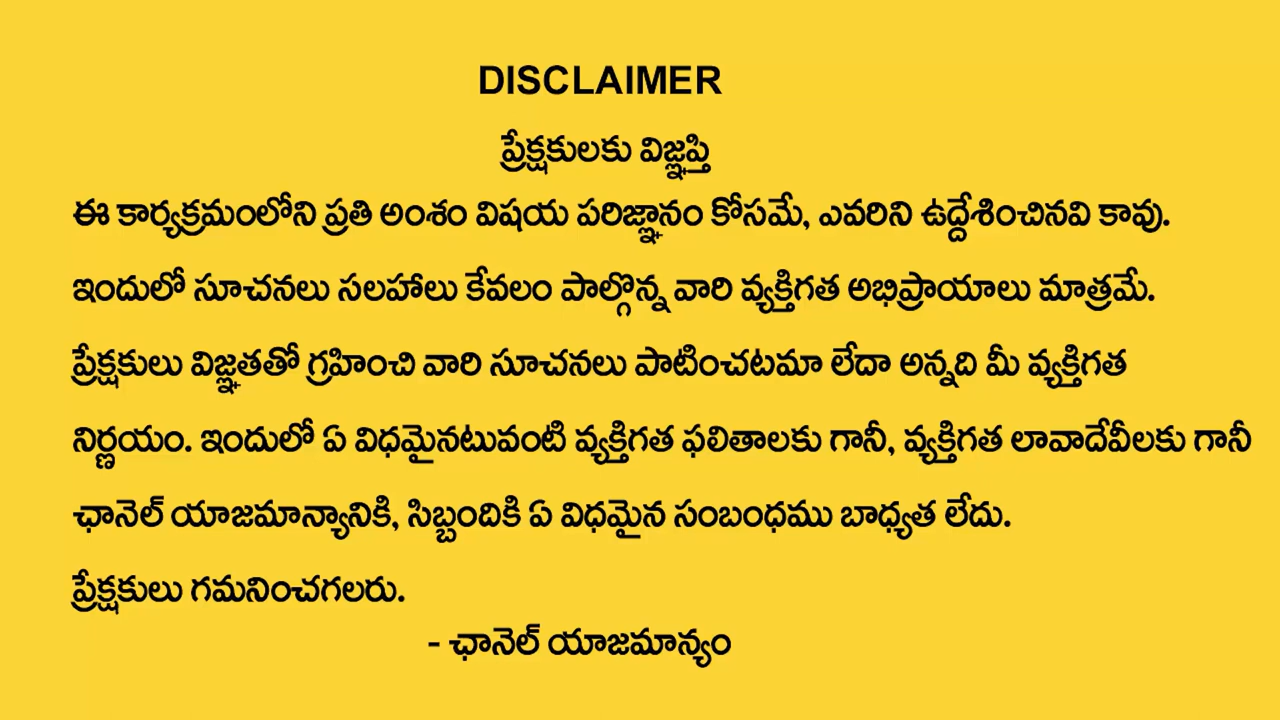 DISCLAIMER
ప్రేక్షకులకు విజ్ఞప్తి
ఈ కార్యక్రమంలోని ప్రతి అంశం విషయ పరిజ్ఞానం కోసమే, ఎవరిని ఉద్దేశించినవి కావు.
ఇందులో సూచనలు సలహాలు కేవలం పాల్గొన్న వారి వ్యక్తిగత అభిప్రాయాలు మాత్రమే.
ప్రేక్షకులు విజ్ఞతతో గ్రహించి వారి సూచనలు పాటించటమా లేదా అన్నది మీ వ్యక్తిగత
నిర్ణయం. ఇందులో ఏ విధమైనటువంటి వ్యక్తిగత ఫలితాలకు గానీ, వ్యక్తిగత లావాదేవీలకు గానీ
ఛానెల్ యాజమాన్యానికి, సిబ్బందికి ఏ విధమైన సంబంధము బాధ్యత లేదు.
ప్రేక్షకులు గమనించగలరు.
- ఛానెల్ యాజమాన్యం